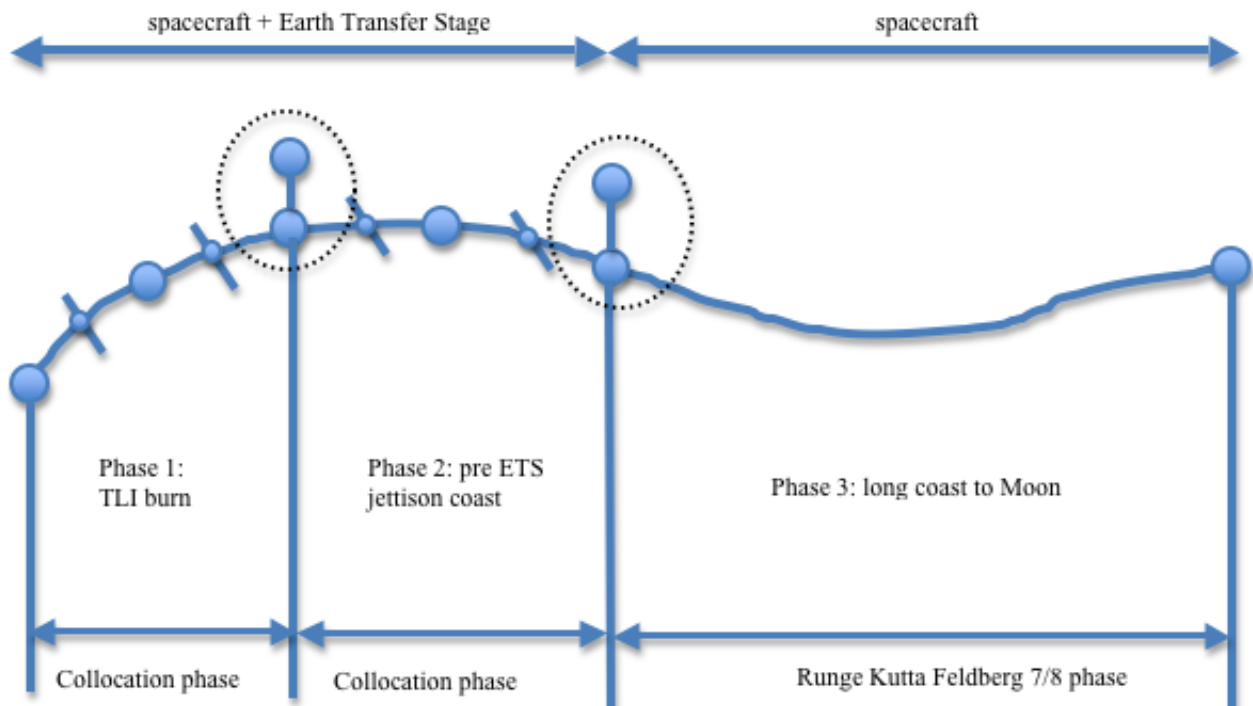 spacecraft + Earth Transfer Stage
spacecraft
Phase 1:
TLI burn
Phase 2: pre ETS
jettison coast
Phase 3: long coast to Moon
Collocation phase
Collocation phase
Runge Kutta Feldberg 7/8 phase